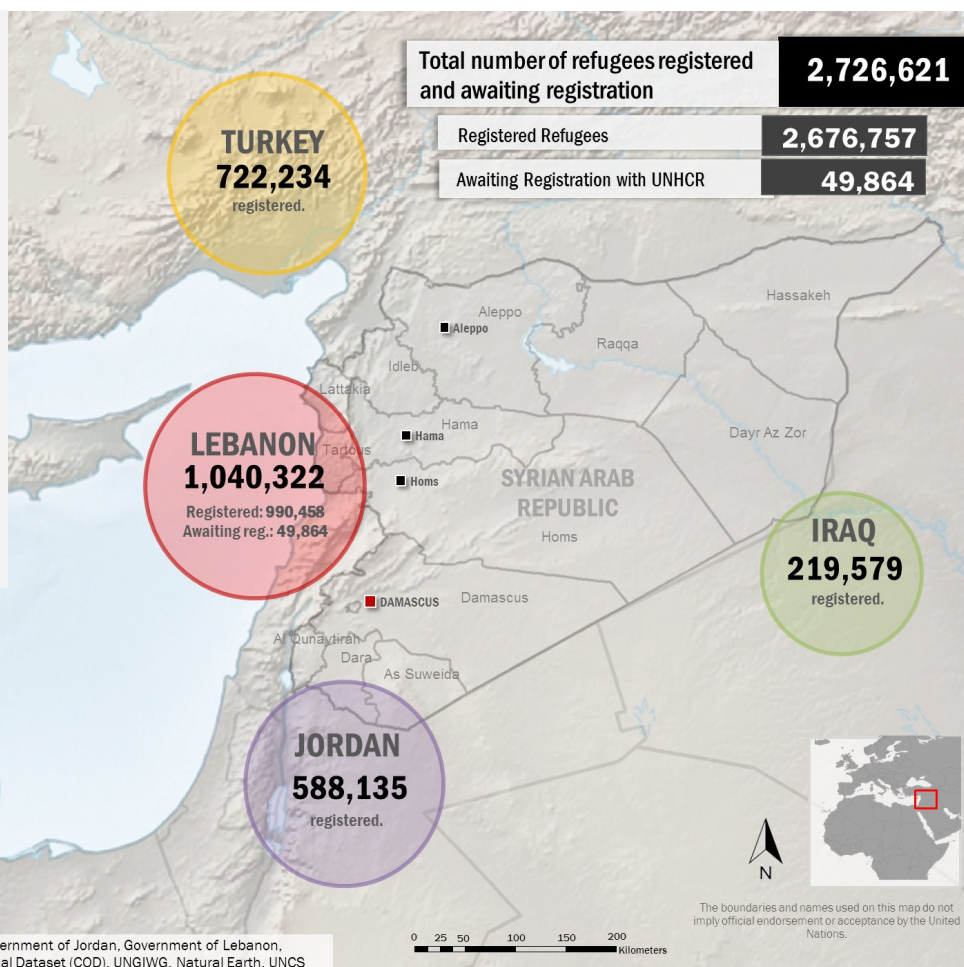 Total number of refugees registered
and awaiting registration
2,726,621
Registered Refugees
2,676,757
Awaiting Registration with UNHCR
49,864
TURKEY
722,234
registered.
Hassakeh
Aleppo
Aleppo
Raqqa
Idleb
Lattakia
Hama
Hama
Dayr Az Zor
LEBANON
1,040,322
Registered: 990,458
Awaiting reg.: 49,864
Tartous
Homs
SYRIAN ARAB
REPUBLIC
Homs
IRAQ
219,579
registered.
DAMASCUS
Damascus
Al Qunaytirah
Dara
As Suweida
JORDAN
588,135
registered.
N
The boundaries and names used on this map do not
imply official endorsement or acceptance by the United
Nations.
0 25 50 100 150 200
Kilometers
ernment of Jordan, Government of Lebanon,
al Dataset (COD), UNGIWG, Natural Earth, UNCS